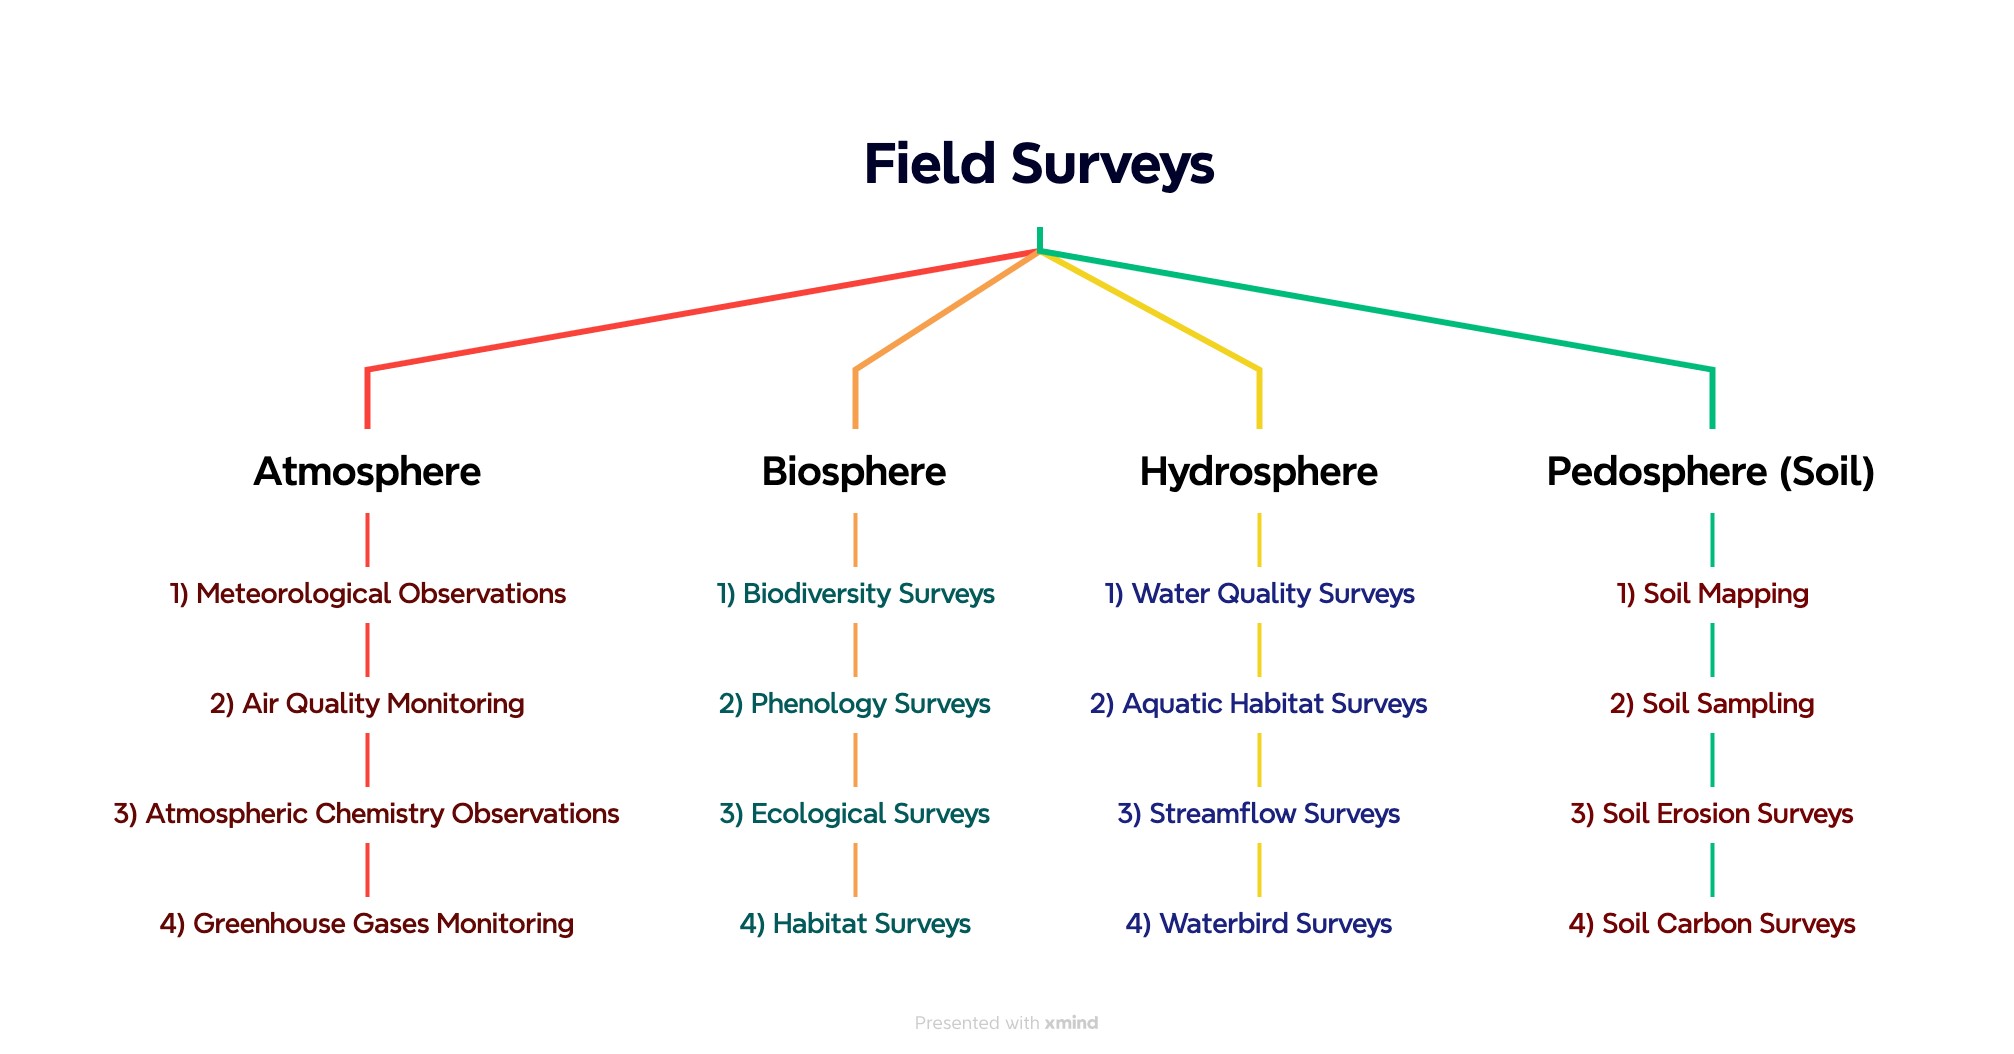 Field Surveys
Atmosphere
1) Meteorological Observations
2) Air Quality Monitoring
3) Atmospheric Chemistry Observations
4) Greenhouse Gases Monitoring
Biosphere
1) Biodiversity Surveys
2) Phenology Surveys
3) Ecological Surveys
4) Habitat Surveys
Hydrosphere
1) Water Quality Surveys
2) Aquatic Habitat Surveys
3) Streamflow Surveys
4) Waterbird Surveys
Pedosphere (Soil)
1) Soil Mapping
2) Soil Sampling
3) Soil Erosion Surveys
4) Soil Carbon Surveys
Presented with xmind